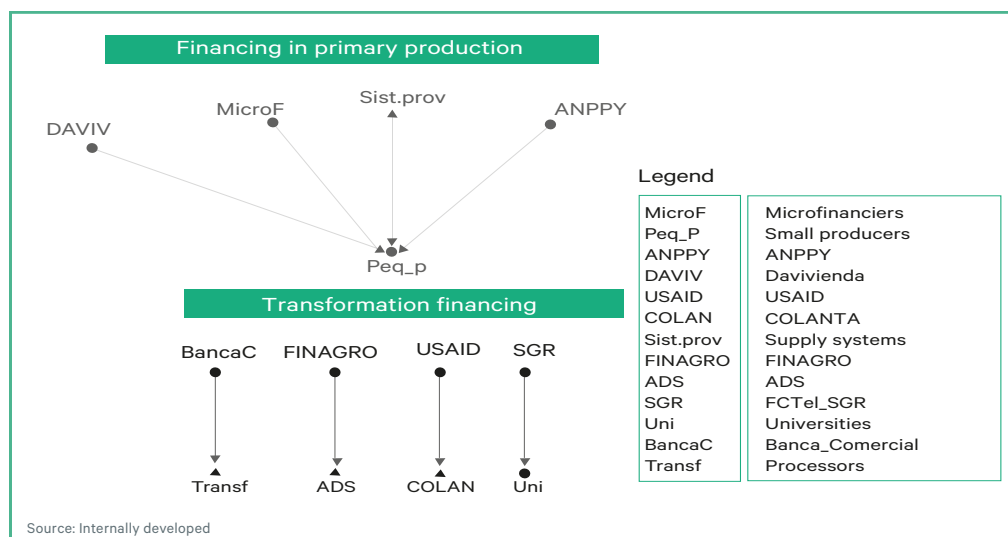 Financing in primary production
Sist.prov
MicroF
ANPPY
DAVIV
Peq_p
Transformation financing
BancaC FINAGRO USAID SGR
Transf ADS COLAN Uni
Legend
MicroF Microfinanciers
Peq_P Small producers
ANPPY ANPPY
DAVIV Davivienda
USAID USAID
COLAN COLANTA
Sist.prov Supply systems
FINAGRO FINAGRO
ADS ADS
SGR FCTel_SGR
Uni Universities
BancaC Banca_Comercial
Transf Processors
Source: Internally developed